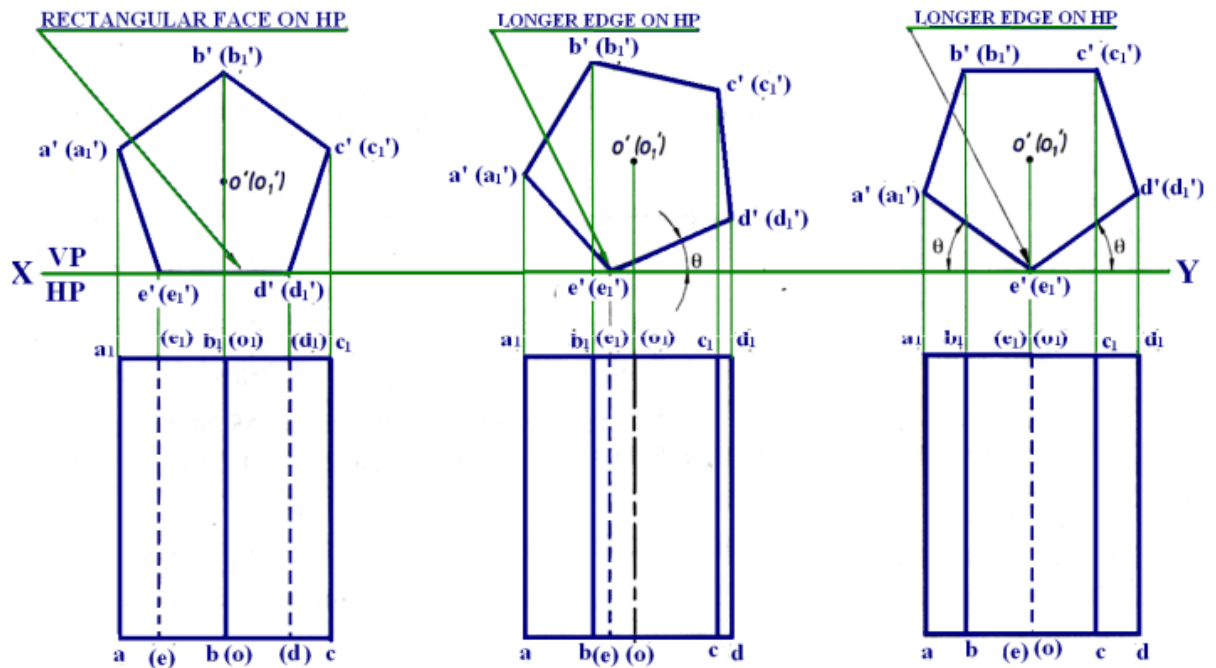 RECTANGULAR FACE ON HP
LONGER EDGE ON HP
LONGER EDGE ON HP
b' (b₁')
a' (a₁')
c' (c₁')
o'(o₁')
e' (e₁')
d' (d₁')
b' (b₁')
c' (c₁')
o'(o₁')
a' (a₁')
d' (d₁')
θ
e' (e₁')
b' (b₁')
c' (c₁')
o'(o₁')
a' (a₁')
d'(d₁')
θ
θ
e' (e₁')
X
VP
HP
Y
a₁ (e₁) b₁ (o₁) (d₁) c₁
a₁ b₁ (e₁) (o₁) c₁ d₁
a₁ b₁ (e₁) (o₁) c₁ d₁
a (e) b (o) (d) c
a b (e) (o) c d
a b (e) (o) c d